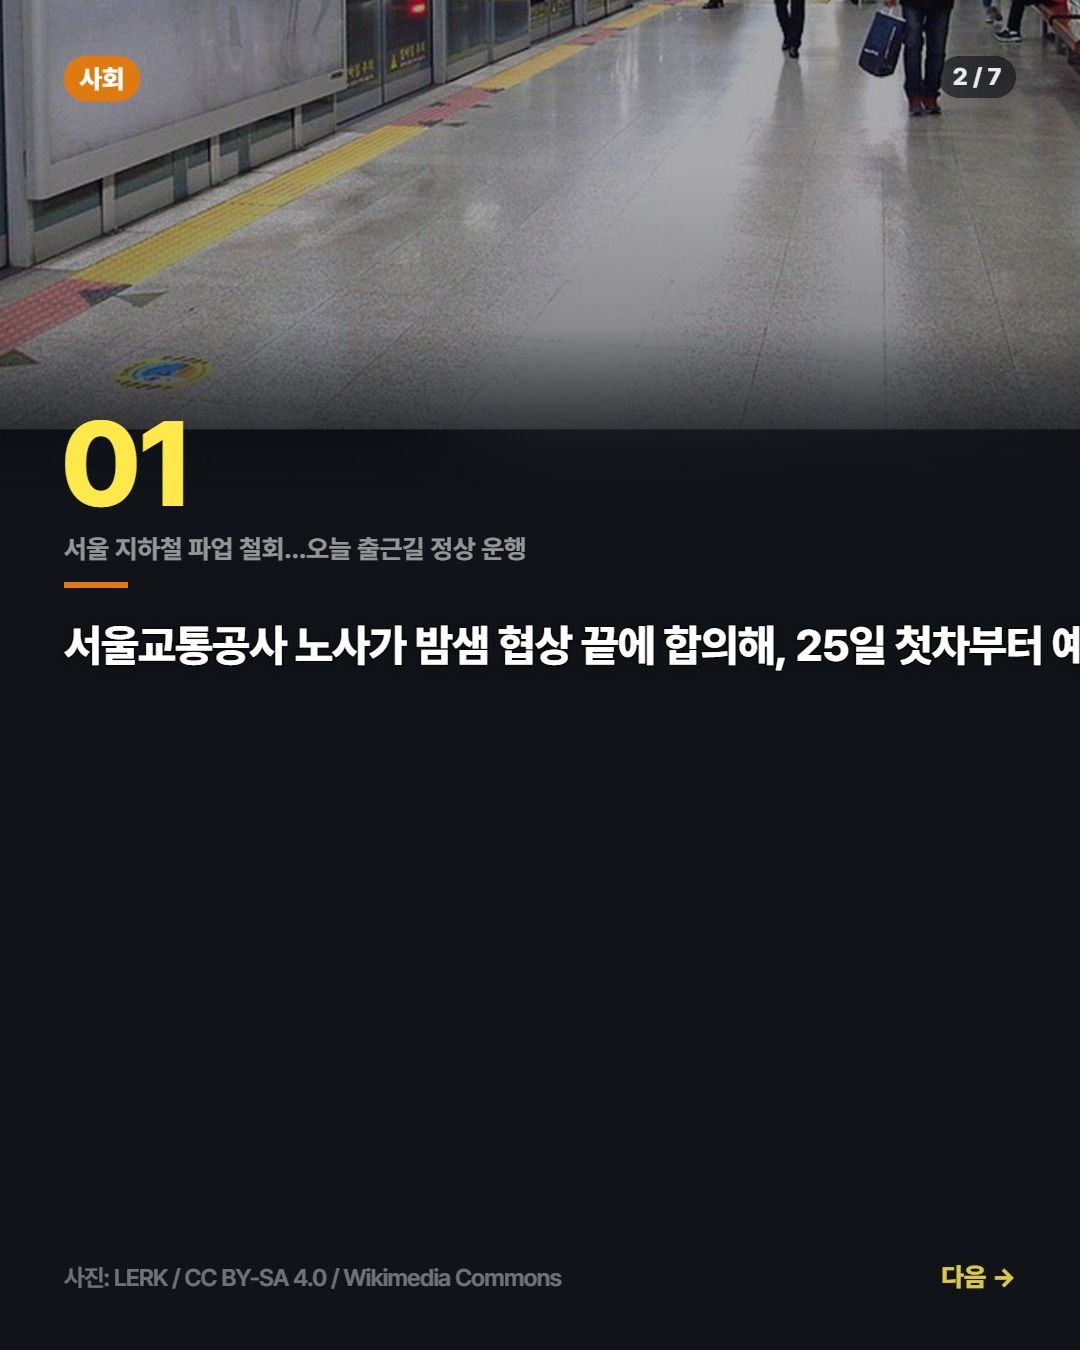 사회
2 / 7
01
서울 지하철 파업 철회...오늘 출근길 정상 운행
서울교통공사 노사가 밤샘 협상 끝에 합의해, 25일 첫차부터 예
사진: LERK / CC BY-SA 4.0 / Wikimedia Commons
다음 →